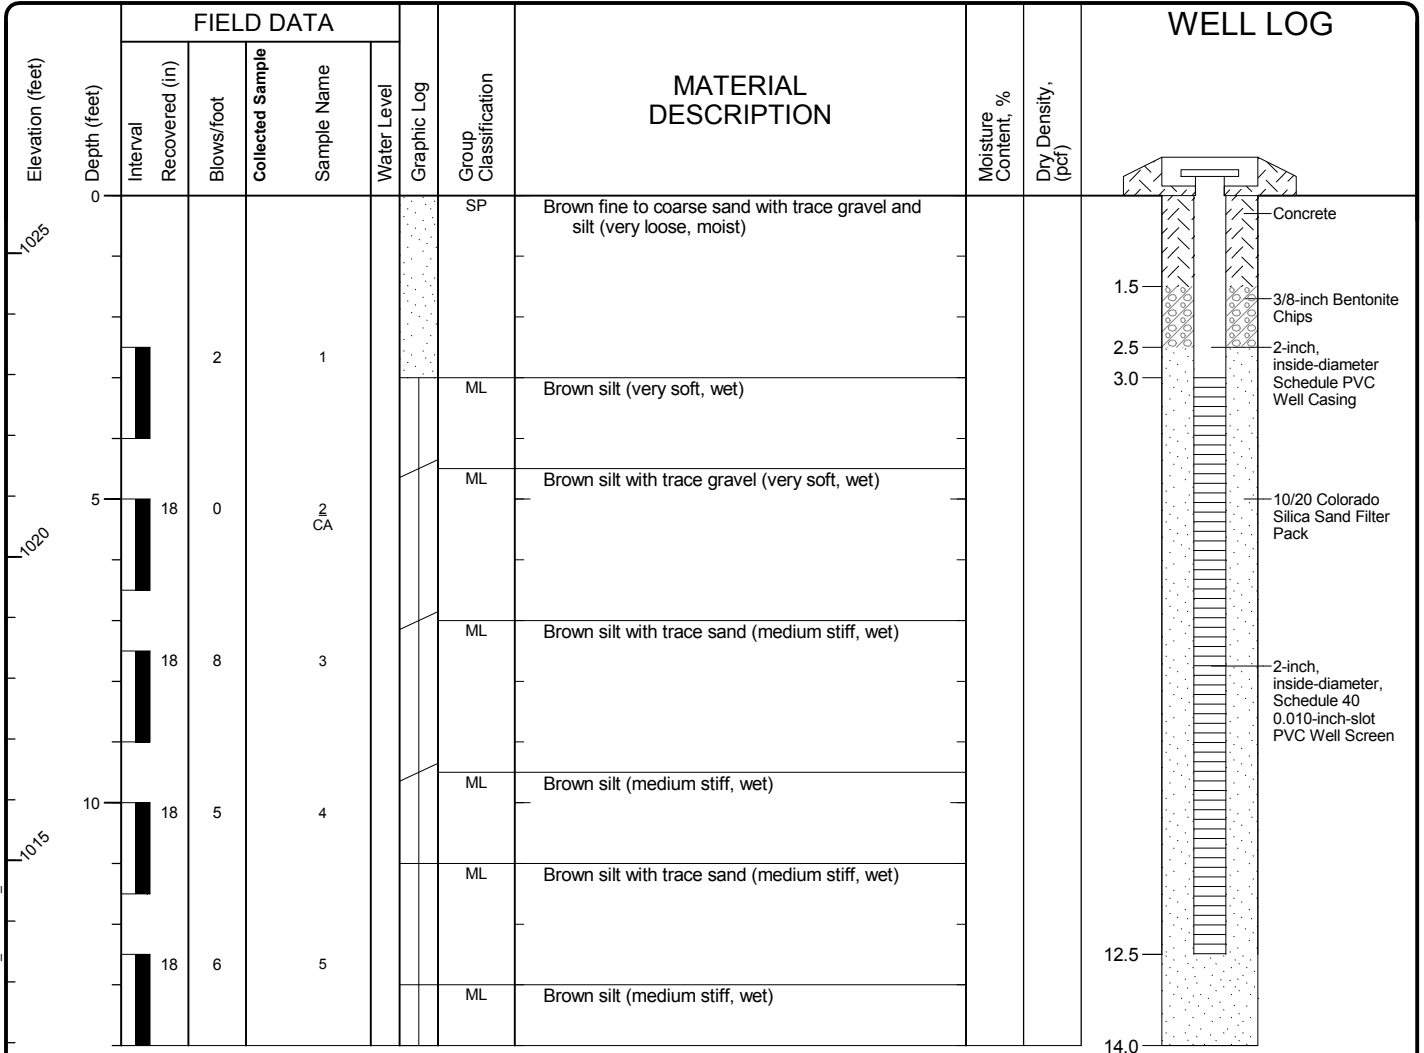 FIELD DATA
WELL LOG
Elevation (feet)
Depth (feet)
Interval
Recovered (in)
Blows/foot
Collected Sample
Sample Name
Water Level
Graphic Log
Group
Classification
MATERIAL
DESCRIPTION
Moisture
Content, %
Dry Density,
(pcf)
0
SP
Brown fine to coarse sand with trace gravel and
silt (very loose, moist)
Concrete
1025
1.5
3/8-inch Bentonite
Chips
2.5
2-inch,
inside-diameter
Schedule PVC
Well Casing
2
1
3.0
ML
Brown silt (very soft, wet)
ML
Brown silt with trace gravel (very soft, wet)
5
18
0
2
CA
10/20 Colorado
Silica Sand Filter
Pack
1020
ML
Brown silt with trace sand (medium stiff, wet)
18
8
3
2-inch,
inside-diameter,
Schedule 40
0.010-inch-slot
PVC Well Screen
ML
Brown silt (medium stiff, wet)
10
18
5
4
1015
ML
Brown silt with trace sand (medium stiff, wet)
12.5
18
6
5
ML
Brown silt (medium stiff, wet)
14.0